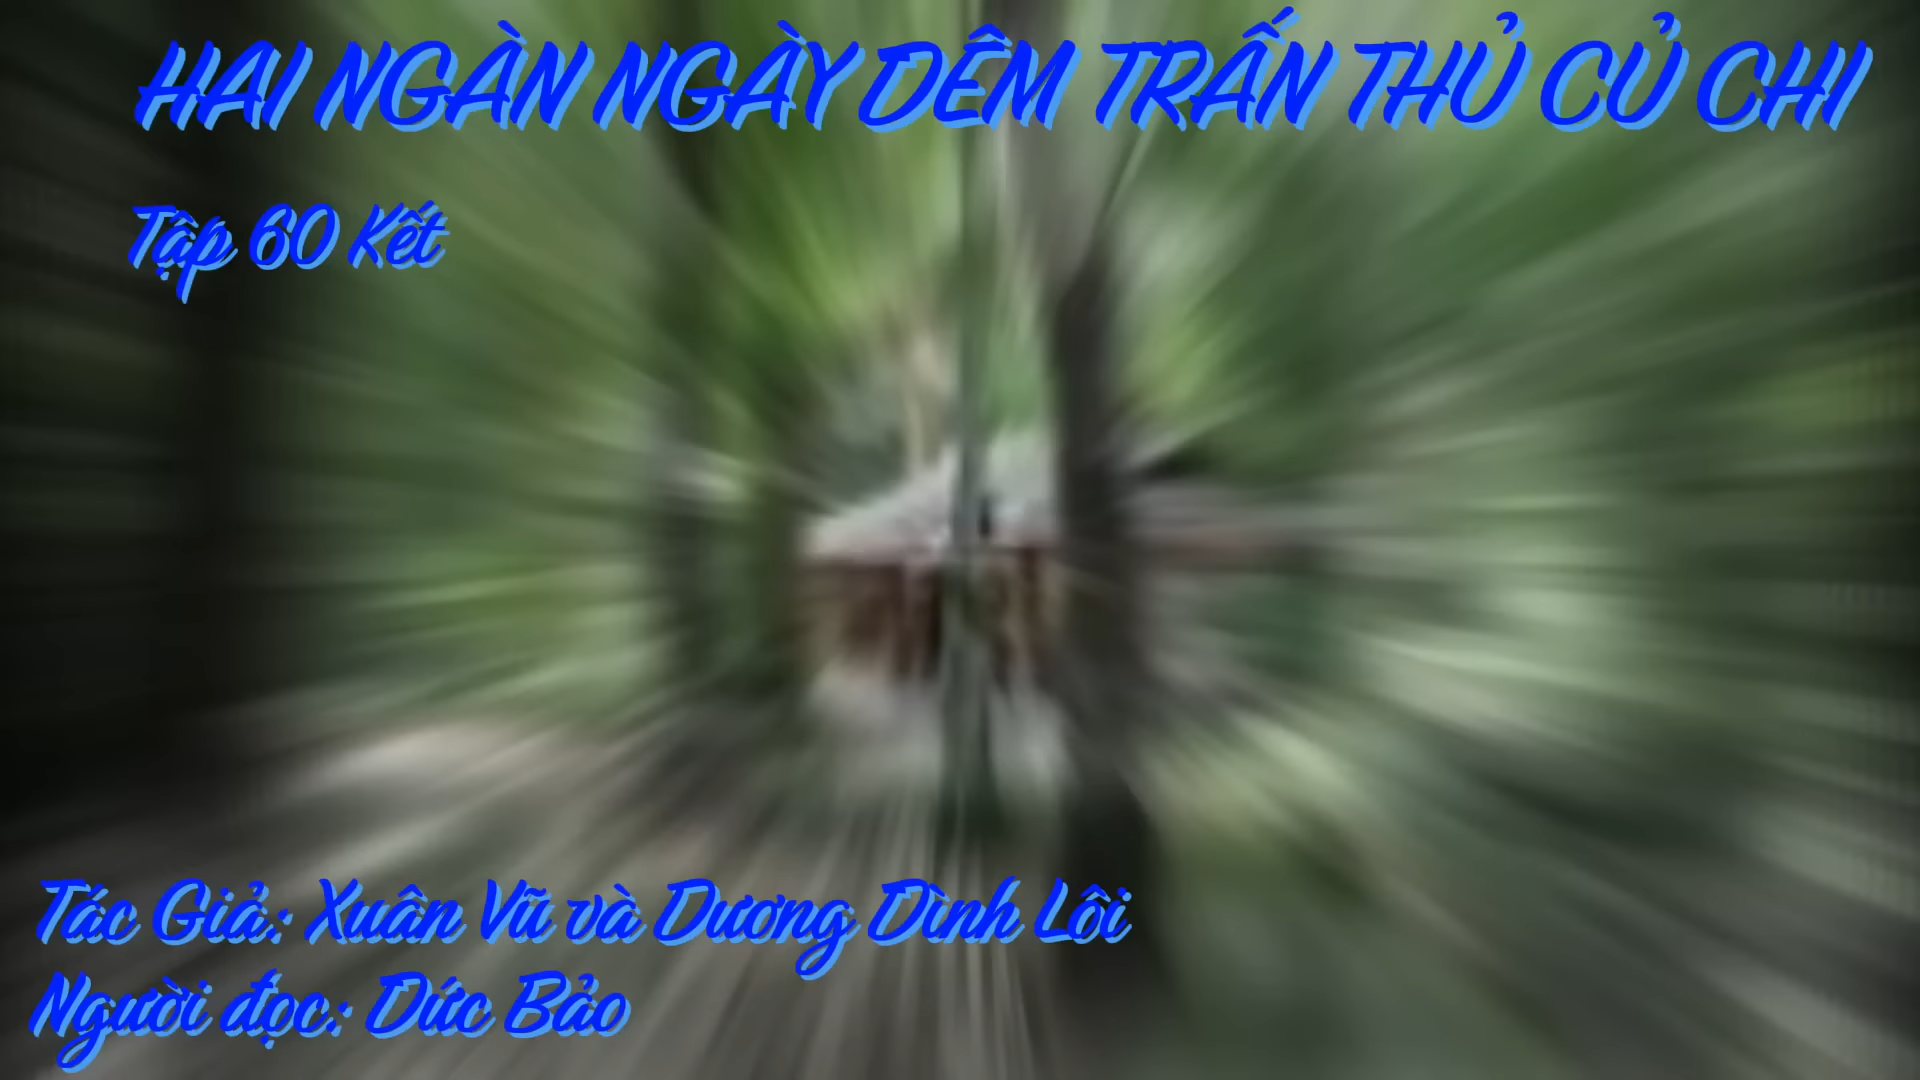 HAI NGÀN NGÀY ĐÊM TRẤN THỦ CỦ CHI
Tập 60 Kết
Tác Giả: Xuân Vũ và Dương Đình Lôi
Người đọc: Đức Bảo